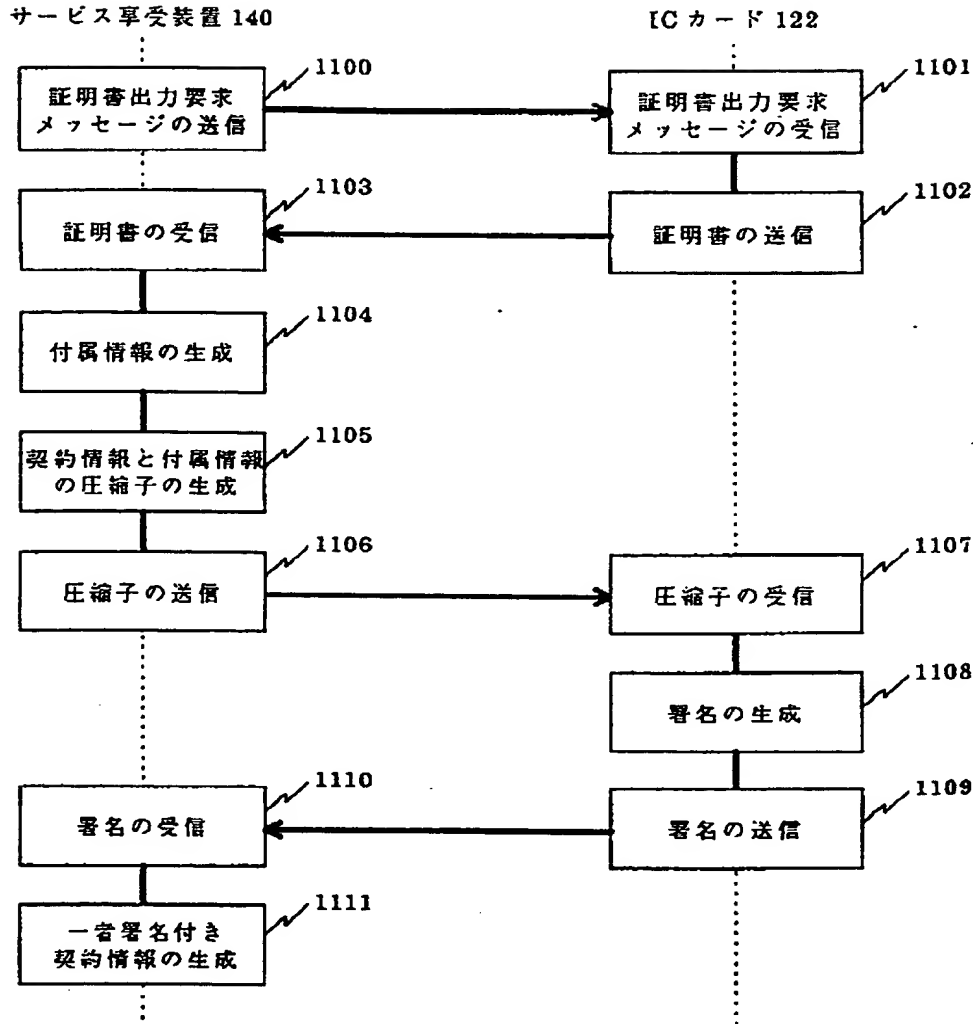 サービス享受装置 140
ICカード 122
1100
証明書出力要求
メッセージの送信
1101
証明書出力要求
メッセージの受信
1103
証明書の受信
1102
証明書の送信
1104
付属情報の生成
1105
契約情報と付属情報
の圧縮子の生成
1106
圧縮子の送信
1107
圧縮子の受信
1108
署名の生成
1110
署名の受信
1109
署名の送信
1111
一者署名付き
契約情報の生成